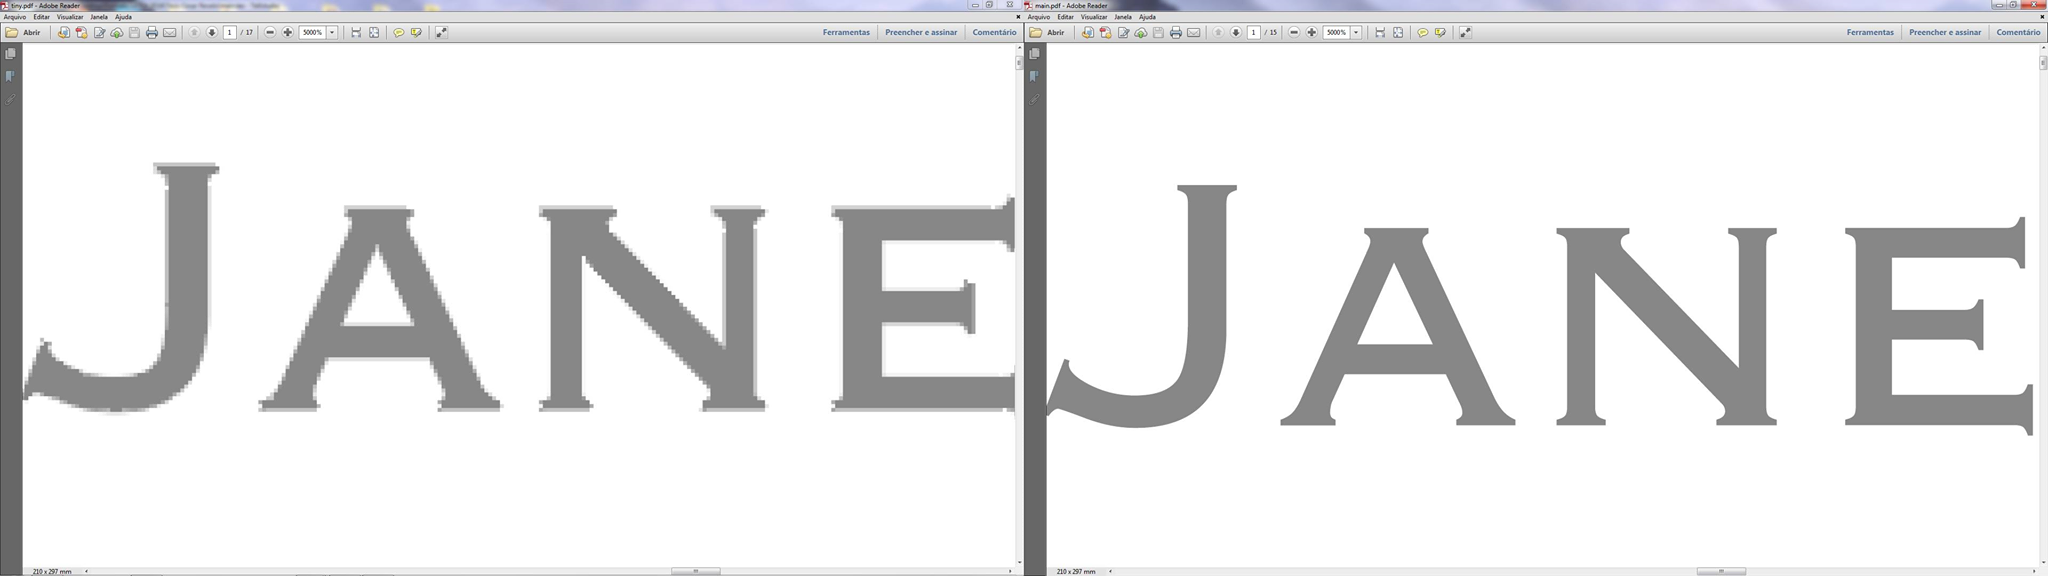 tiny.pdf - Adobe Reader
Arquivo Editar Visualizar Janela Ajuda
Abrir 1 / 17 5000% Ferramentas Preencher e assinar Comentário
JANE
210 x 297 mm
main.pdf - Adobe Reader
Arquivo Editar Visualizar Janela Ajuda
Abrir 1 / 15 5000% Ferramentas Preencher e assinar Comentário
JANE
210 x 297 mm